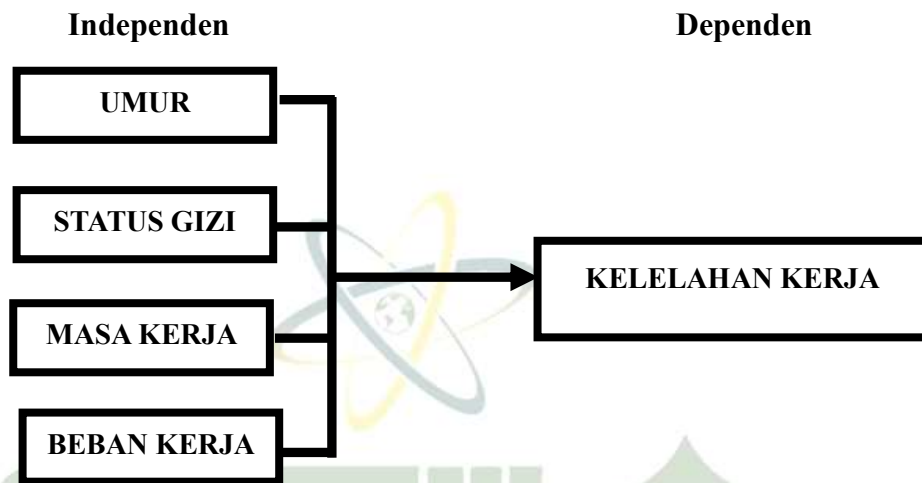 Independen
Dependen
UMUR
STATUS GIZI
MASA KERJA
BEBAN KERJA
KELELAHAN KERJA